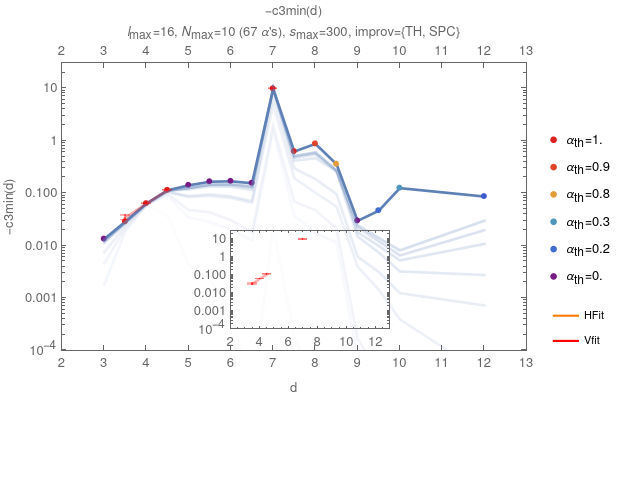 −c3min(d)
lmax=16, Nmax=10 (67 α's), smax=300, improv={TH, SPC}
2 3 4 5 6 7 8 9 10 11 12 13
10
1
0.100
0.010
0.001
10−4
−c3min(d)
10
1
0.100
0.010
0.001
10−4
2 4 6 8 10 12
2 3 4 5 6 7 8 9 10 11 12 13
d
αth=1.
αth=0.9
αth=0.8
αth=0.3
αth=0.2
αth=0.
HFit
Vfit